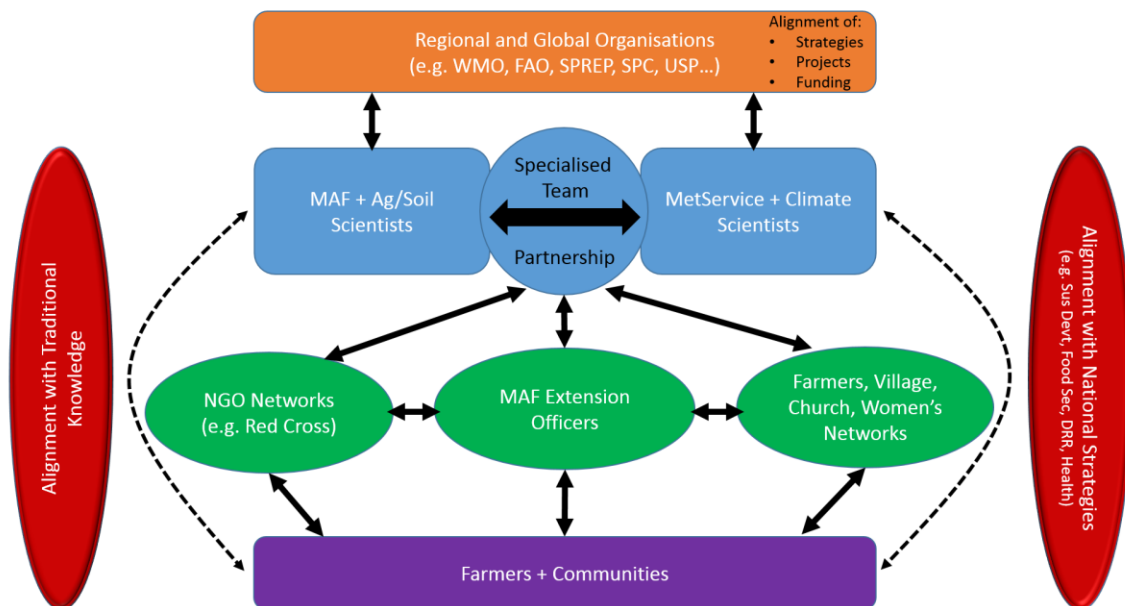 Regional and Global Organisations
(e.g. WMO, FAO, SPREP, SPC, USP...)
Alignment of:
• Strategies
• Projects
• Funding
MAF + Ag/Soil
Scientists
Specialised
Team
Partnership
MetService + Climate
Scientists
Alignment with Traditional
Knowledge
Alignment with National Strategies
(e.g. Sus Devt, Food Sec, DRR, Health)
NGO Networks
(e.g. Red Cross)
MAF Extension
Officers
Farmers, Village,
Church, Women's
Networks
Farmers + Communities